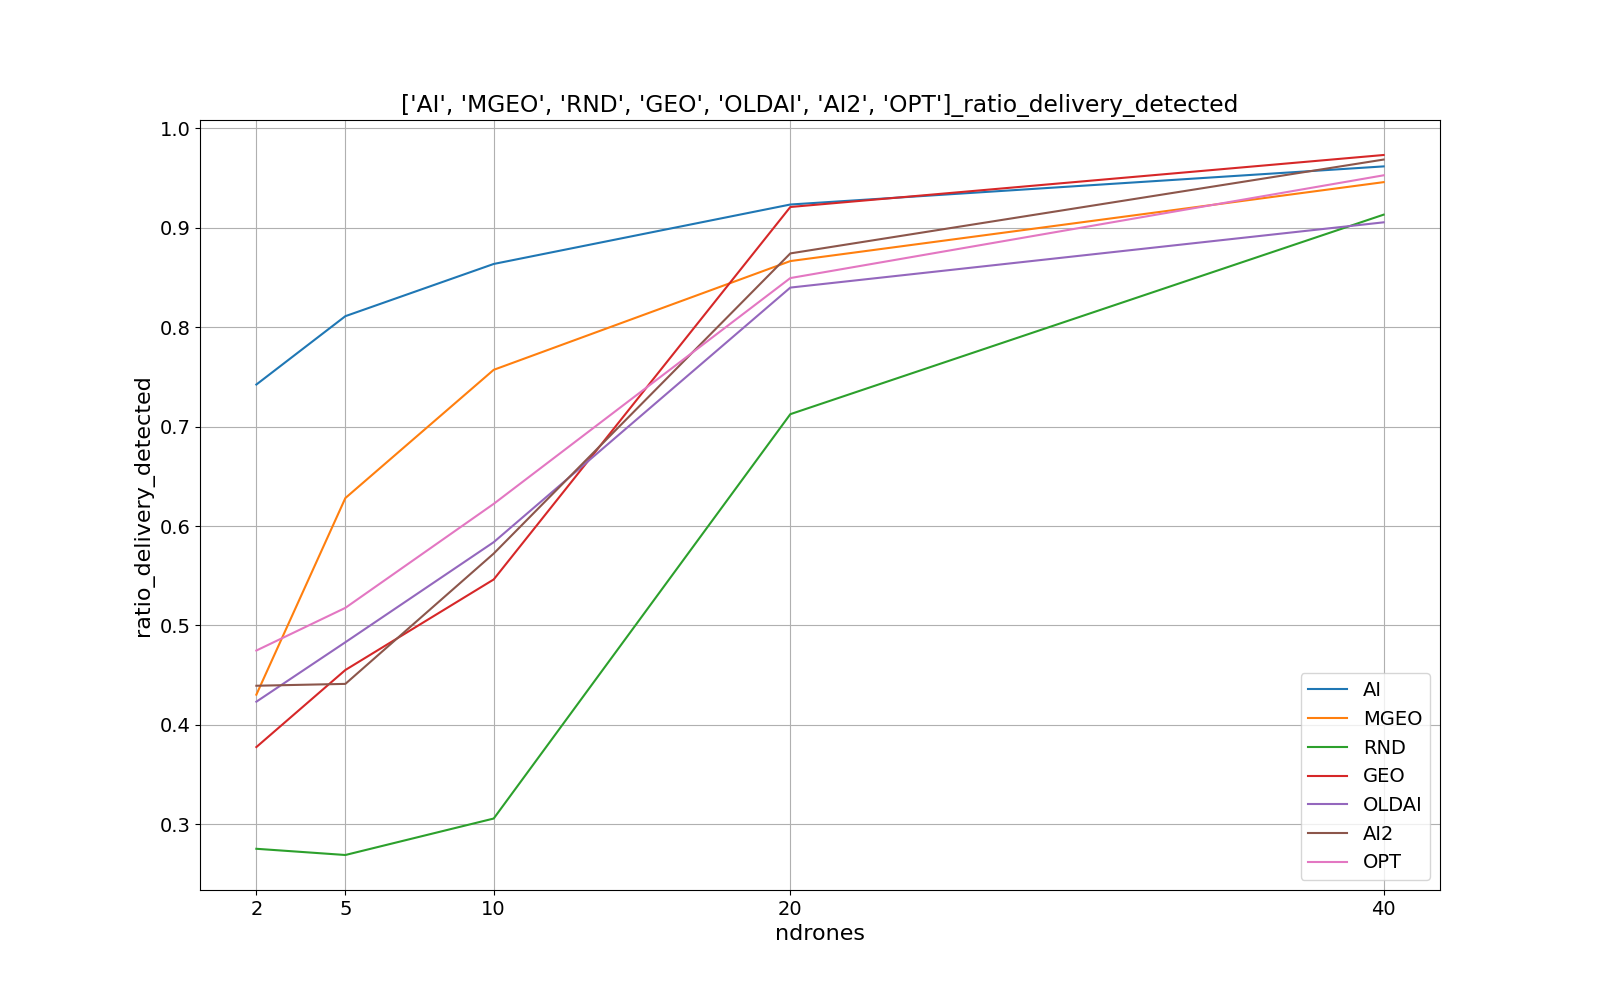 ['AI', 'MGEO', 'RND', 'GEO', 'OLDAI', 'AI2', 'OPT']_ratio_delivery_detected
ratio_delivery_detected
1.0
0.9
0.8
0.7
0.6
0.5
0.4
0.3
2 5 10 20 40
ndrones
AI
MGEO
RND
GEO
OLDAI
AI2
OPT